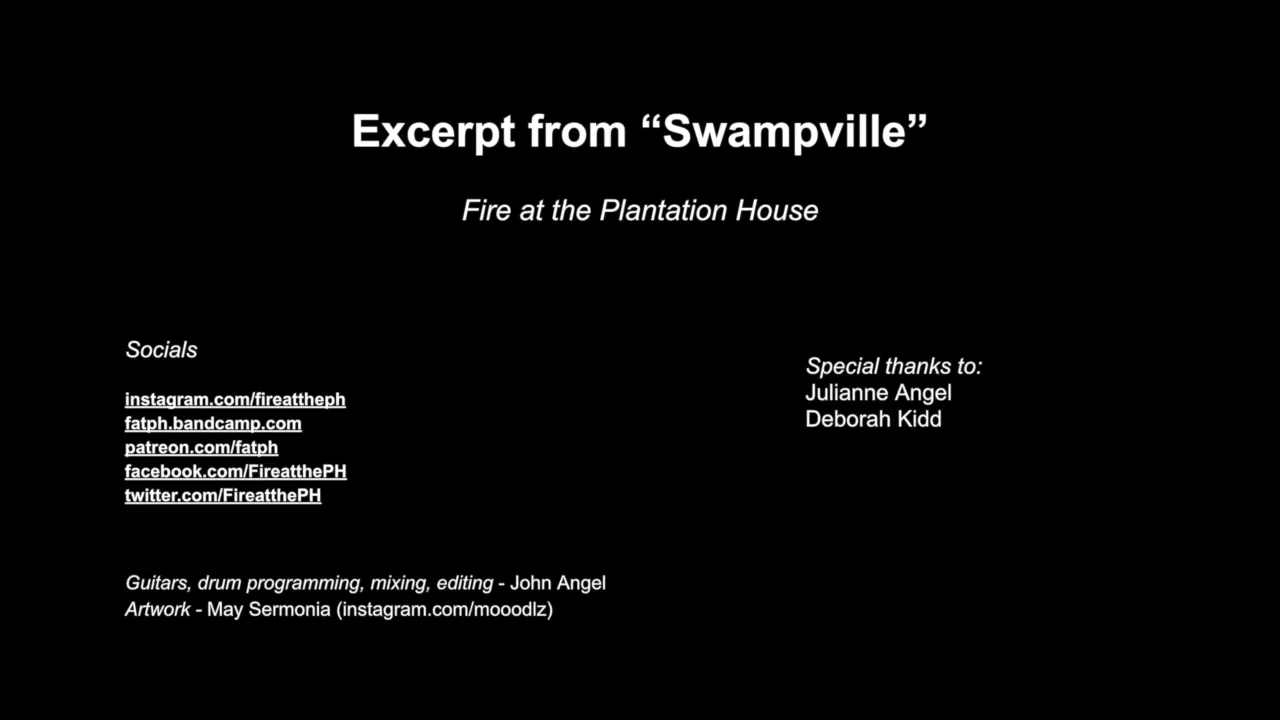 Excerpt from “Swampville”
Fire at the Plantation House
Socials
instagram.com/fireattheph
fatph.bandcamp.com
patreon.com/fatph
facebook.com/FireatthePH
twitter.com/FireatthePH
Special thanks to:
Julianne Angel
Deborah Kidd
Guitars, drum programming, mixing, editing - John Angel
Artwork - May Sermonia (instagram.com/mooodlz)